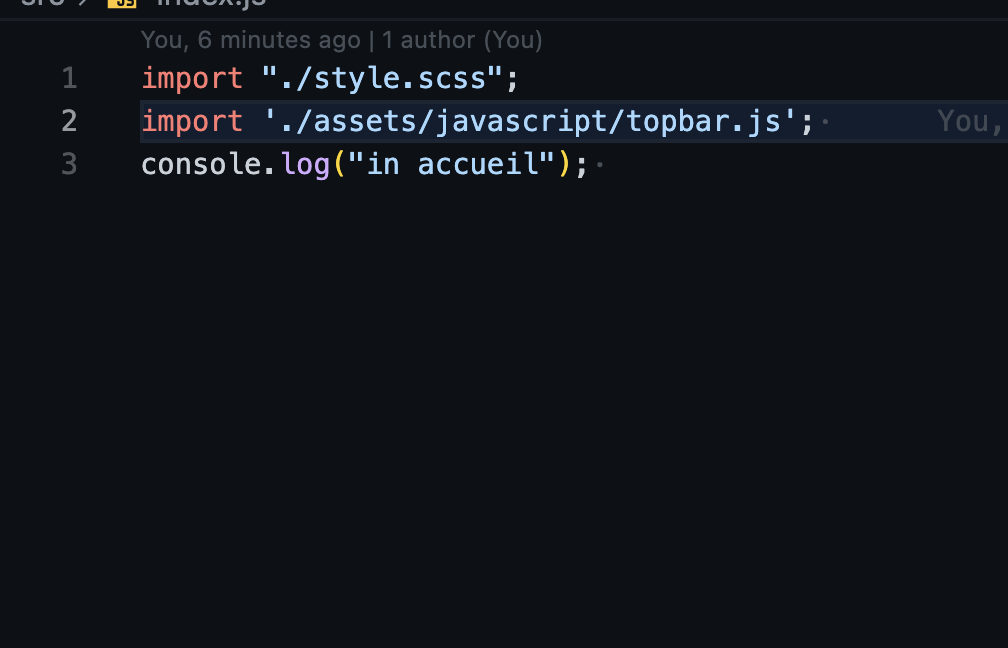 src > JS index.js
You, 6 minutes ago | 1 author (You)
1 import "./style.scss";
2 import './assets/javascript/topbar.js'; You,
3 console.log("in accueil");